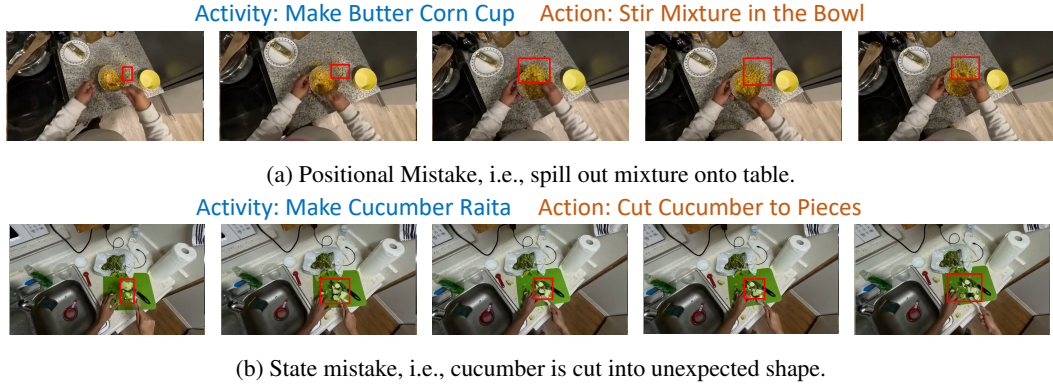 Activity: Make Butter Corn Cup Action: Stir Mixture in the Bowl
(a) Positional Mistake, i.e., spill out mixture onto table.
Activity: Make Cucumber Raita Action: Cut Cucumber to Pieces
(b) State mistake, i.e., cucumber is cut into unexpected shape.